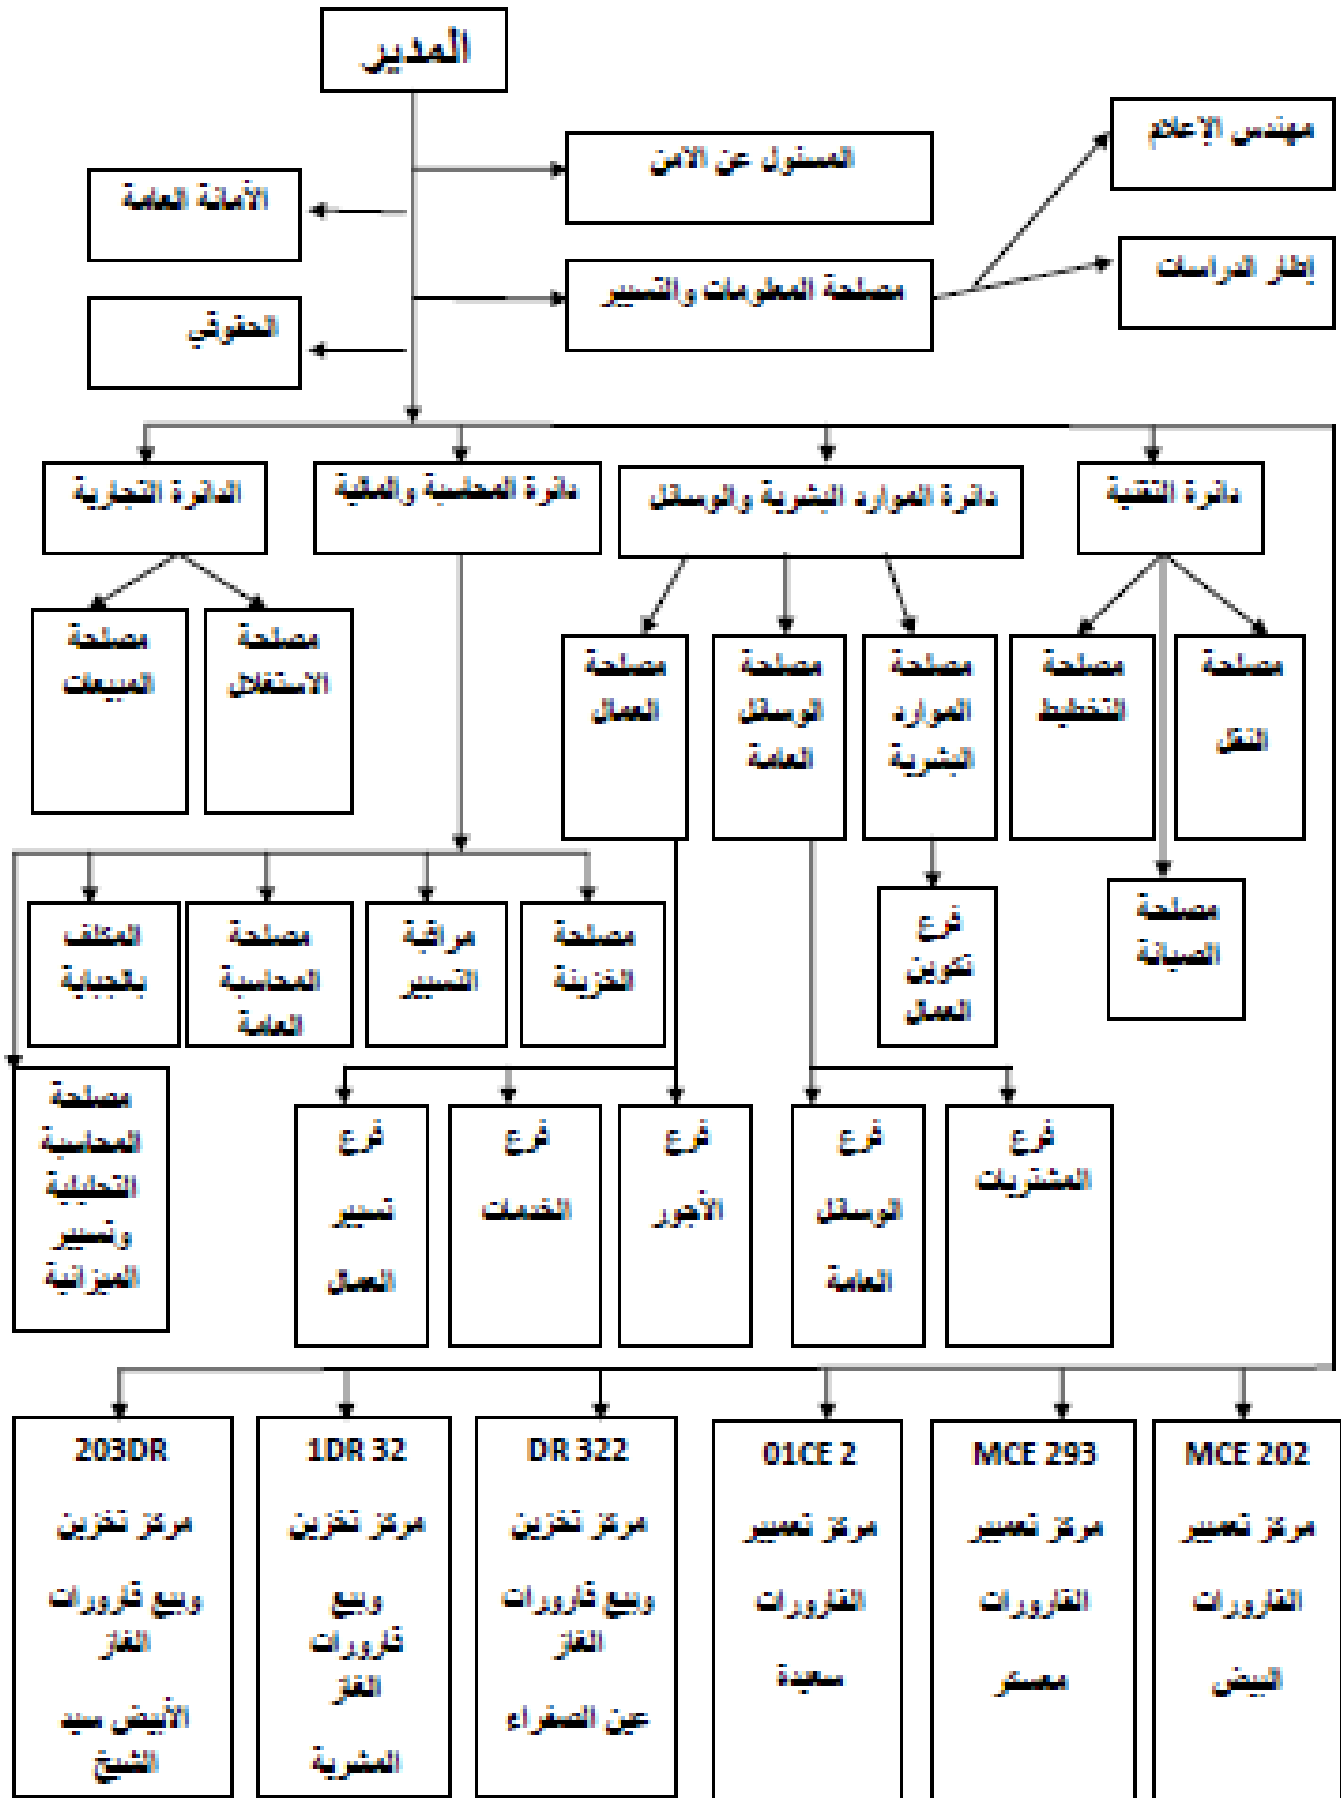 المدير
المسئول عن الامن
مهندس الإعلام
الأمانة العامة
مصلحة المعلومات والتسيير
إطار الدراسات
الحقوقي
دائرة التقنية
دائرة الموارد البشرية والوسائل
دائرة المحاسبة والمالية
الدائرة التجارية
مصلحة
النقل
مصلحة
التخطيط
مصلحة
الموارد
البشرية
مصلحة
الوسائل
العامة
مصلحة
العمال
مصلحة
الاستغلال
مصلحة
المبيعات
مصلحة
الصيانة
فرع
تكوين
العمال
مصلحة
الخزينة
مراقبة
التسيير
مصلحة
المحاسبة
العامة
المكلف
بالجباية
فرع
المشتريات
فرع
الوسائل
العامة
فرع
الأجور
فرع
الخدمات
فرع
تسيير
العمال
مصلحة
المحاسبة
التحليلية
وتسيير
الميزانية
MCE 202
مركز تعمبير
القارورات
البيض
MCE 293
مركز تعمبير
القارورات
معسكر
01CE 2
مركز تعمبير
القارورات
سعيدة
DR 322
مركز تخزين
وبيع قارورات
الغاز
عين الصفراء
1DR 32
مركز تخزين
وبيع
قارورات
الغاز
المشرية
203DR
مركز تخزين
وبيع قارورات
الغاز
الأبيض سيد
الشيخ